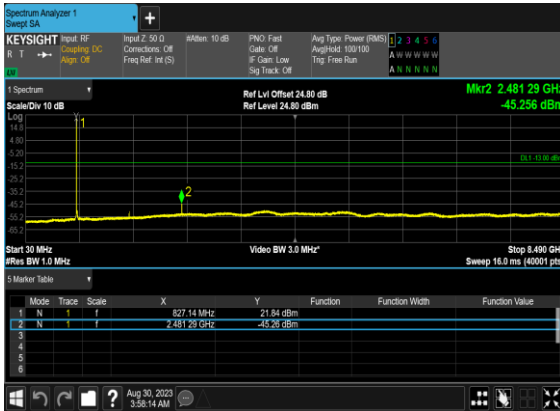 Spectrum Analyzer 1
Swept SA
+
KEYSIGHT
R T
LXI
Input: RF
Coupling: DC
Align: Off
Input Z: 50 Ω
Corrections: Off
Freq Ref: Int (S)
#Atten: 10 dB
PNO: Fast
Gate: Off
IF Gain: Low
Sig Track: Off
Avg Type: Power (RMS)
Avg|Hold: 100/100
Trig: Free Run
1 2 3 4 5 6
A W W W W W
A N N N N N
1 Spectrum
Scale/Div 10 dB
Log
Ref Lvl Offset 24.80 dB
Ref Level 24.80 dBm
Mkr2 2.481 29 GHz
-45.256 dBm
14.8
4.80
-5.20
-15.2
-25.2
-35.2
-45.2
-55.2
-65.2
1
2
DL1 -13.00 dBm
Start 30 MHz
#Res BW 1.0 MHz
Video BW 3.0 MHz*
Stop 8.490 GHz
Sweep 16.0 ms (40001 pts)
5 Marker Table
Mode Trace Scale X Y Function Function Width Function Value
1 N 1 f 827.14 MHz 21.84 dBm
2 N 1 f 2.481 29 GHz -45.26 dBm
3
4
5
6
?
Aug 30, 2023
3:58:14 AM